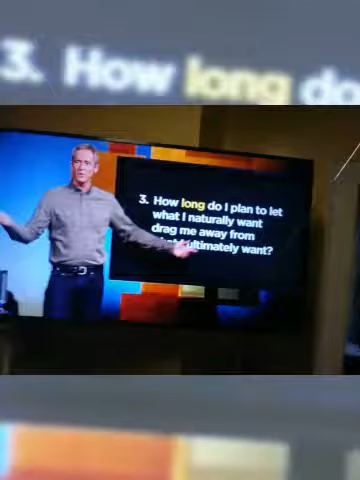 3. How long do
3. How long do I plan to let
what I naturally want
drag me away from
ultimately want?